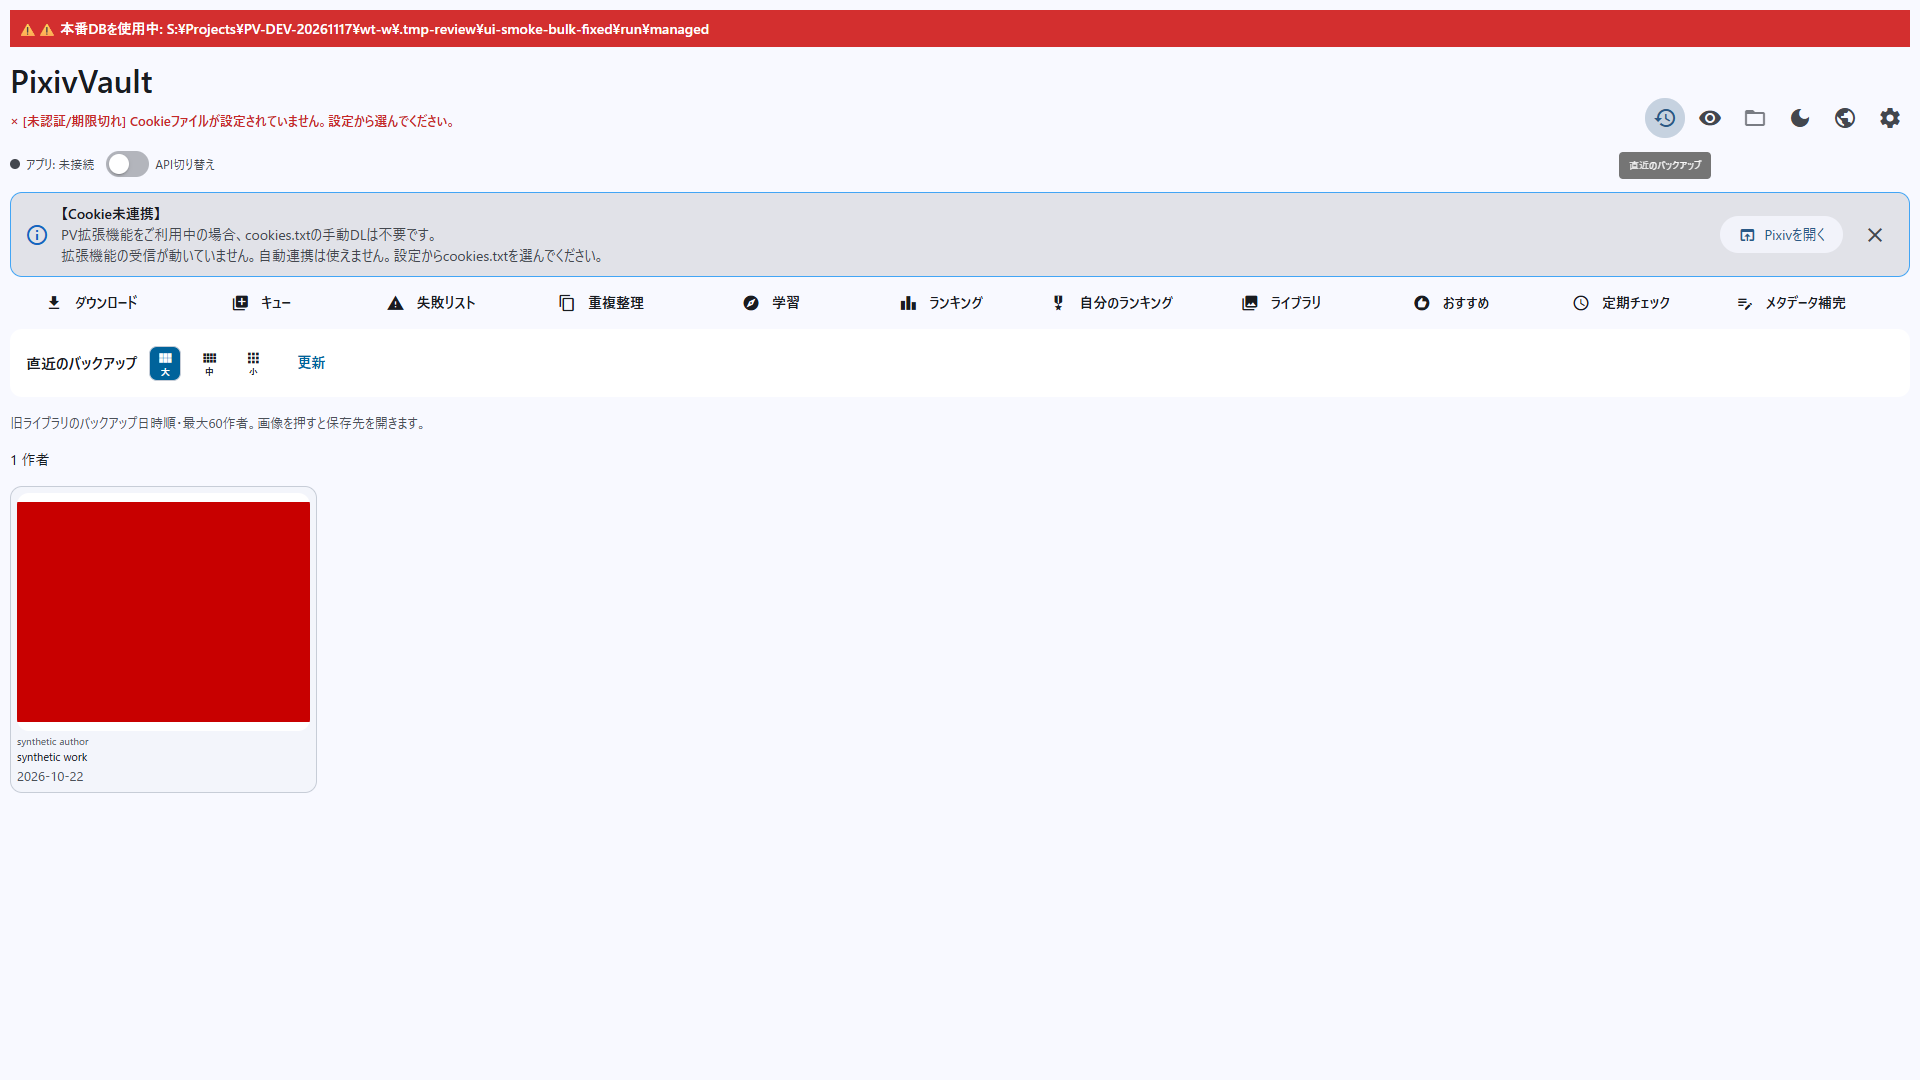 本番DBを使用中: S:¥Projects¥PV-DEV-20261117¥wt-w¥.tmp-review¥ui-smoke-bulk-fixed¥run¥managed
PixivVault
× [未認証/期限切れ] Cookieファイルが設定されていません。設定から選んでください。
● アプリ: 未接続 API切り替え
直近のバックアップ
【Cookie未連携】
PV拡張機能をご利用中の場合、cookies.txtの手動DLは不要です。
拡張機能の受信が動いていません。自動連携は使えません。設定からcookies.txtを選んでください。
Pixivを開く
ダウンロード キュー 失敗リスト 重複整理 学習 ランキング 自分のランキング ライブラリ おすすめ 定期チェック メタデータ補完
直近のバックアップ 大 中 小 更新
旧ライブラリのバックアップ日時順・最大60作者。画像を押すと保存先を開きます。
1 作者
synthetic author
synthetic work
2026-10-22